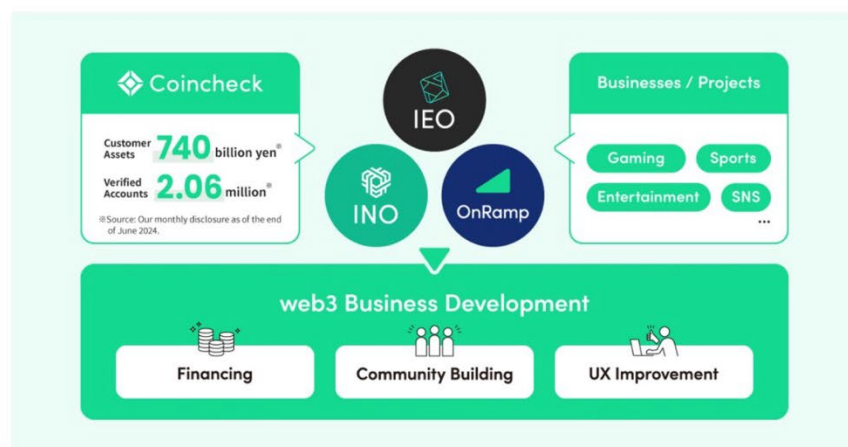 Coincheck
Customer Assets 740 billion yen※
Verified Accounts 2.06 million※
※Source: Our monthly disclosure as of the end
of June 2024.
IEO
INO
OnRamp
Businesses / Projects
Gaming
Sports
Entertainment
SNS
...
web3 Business Development
Financing
Community Building
UX Improvement